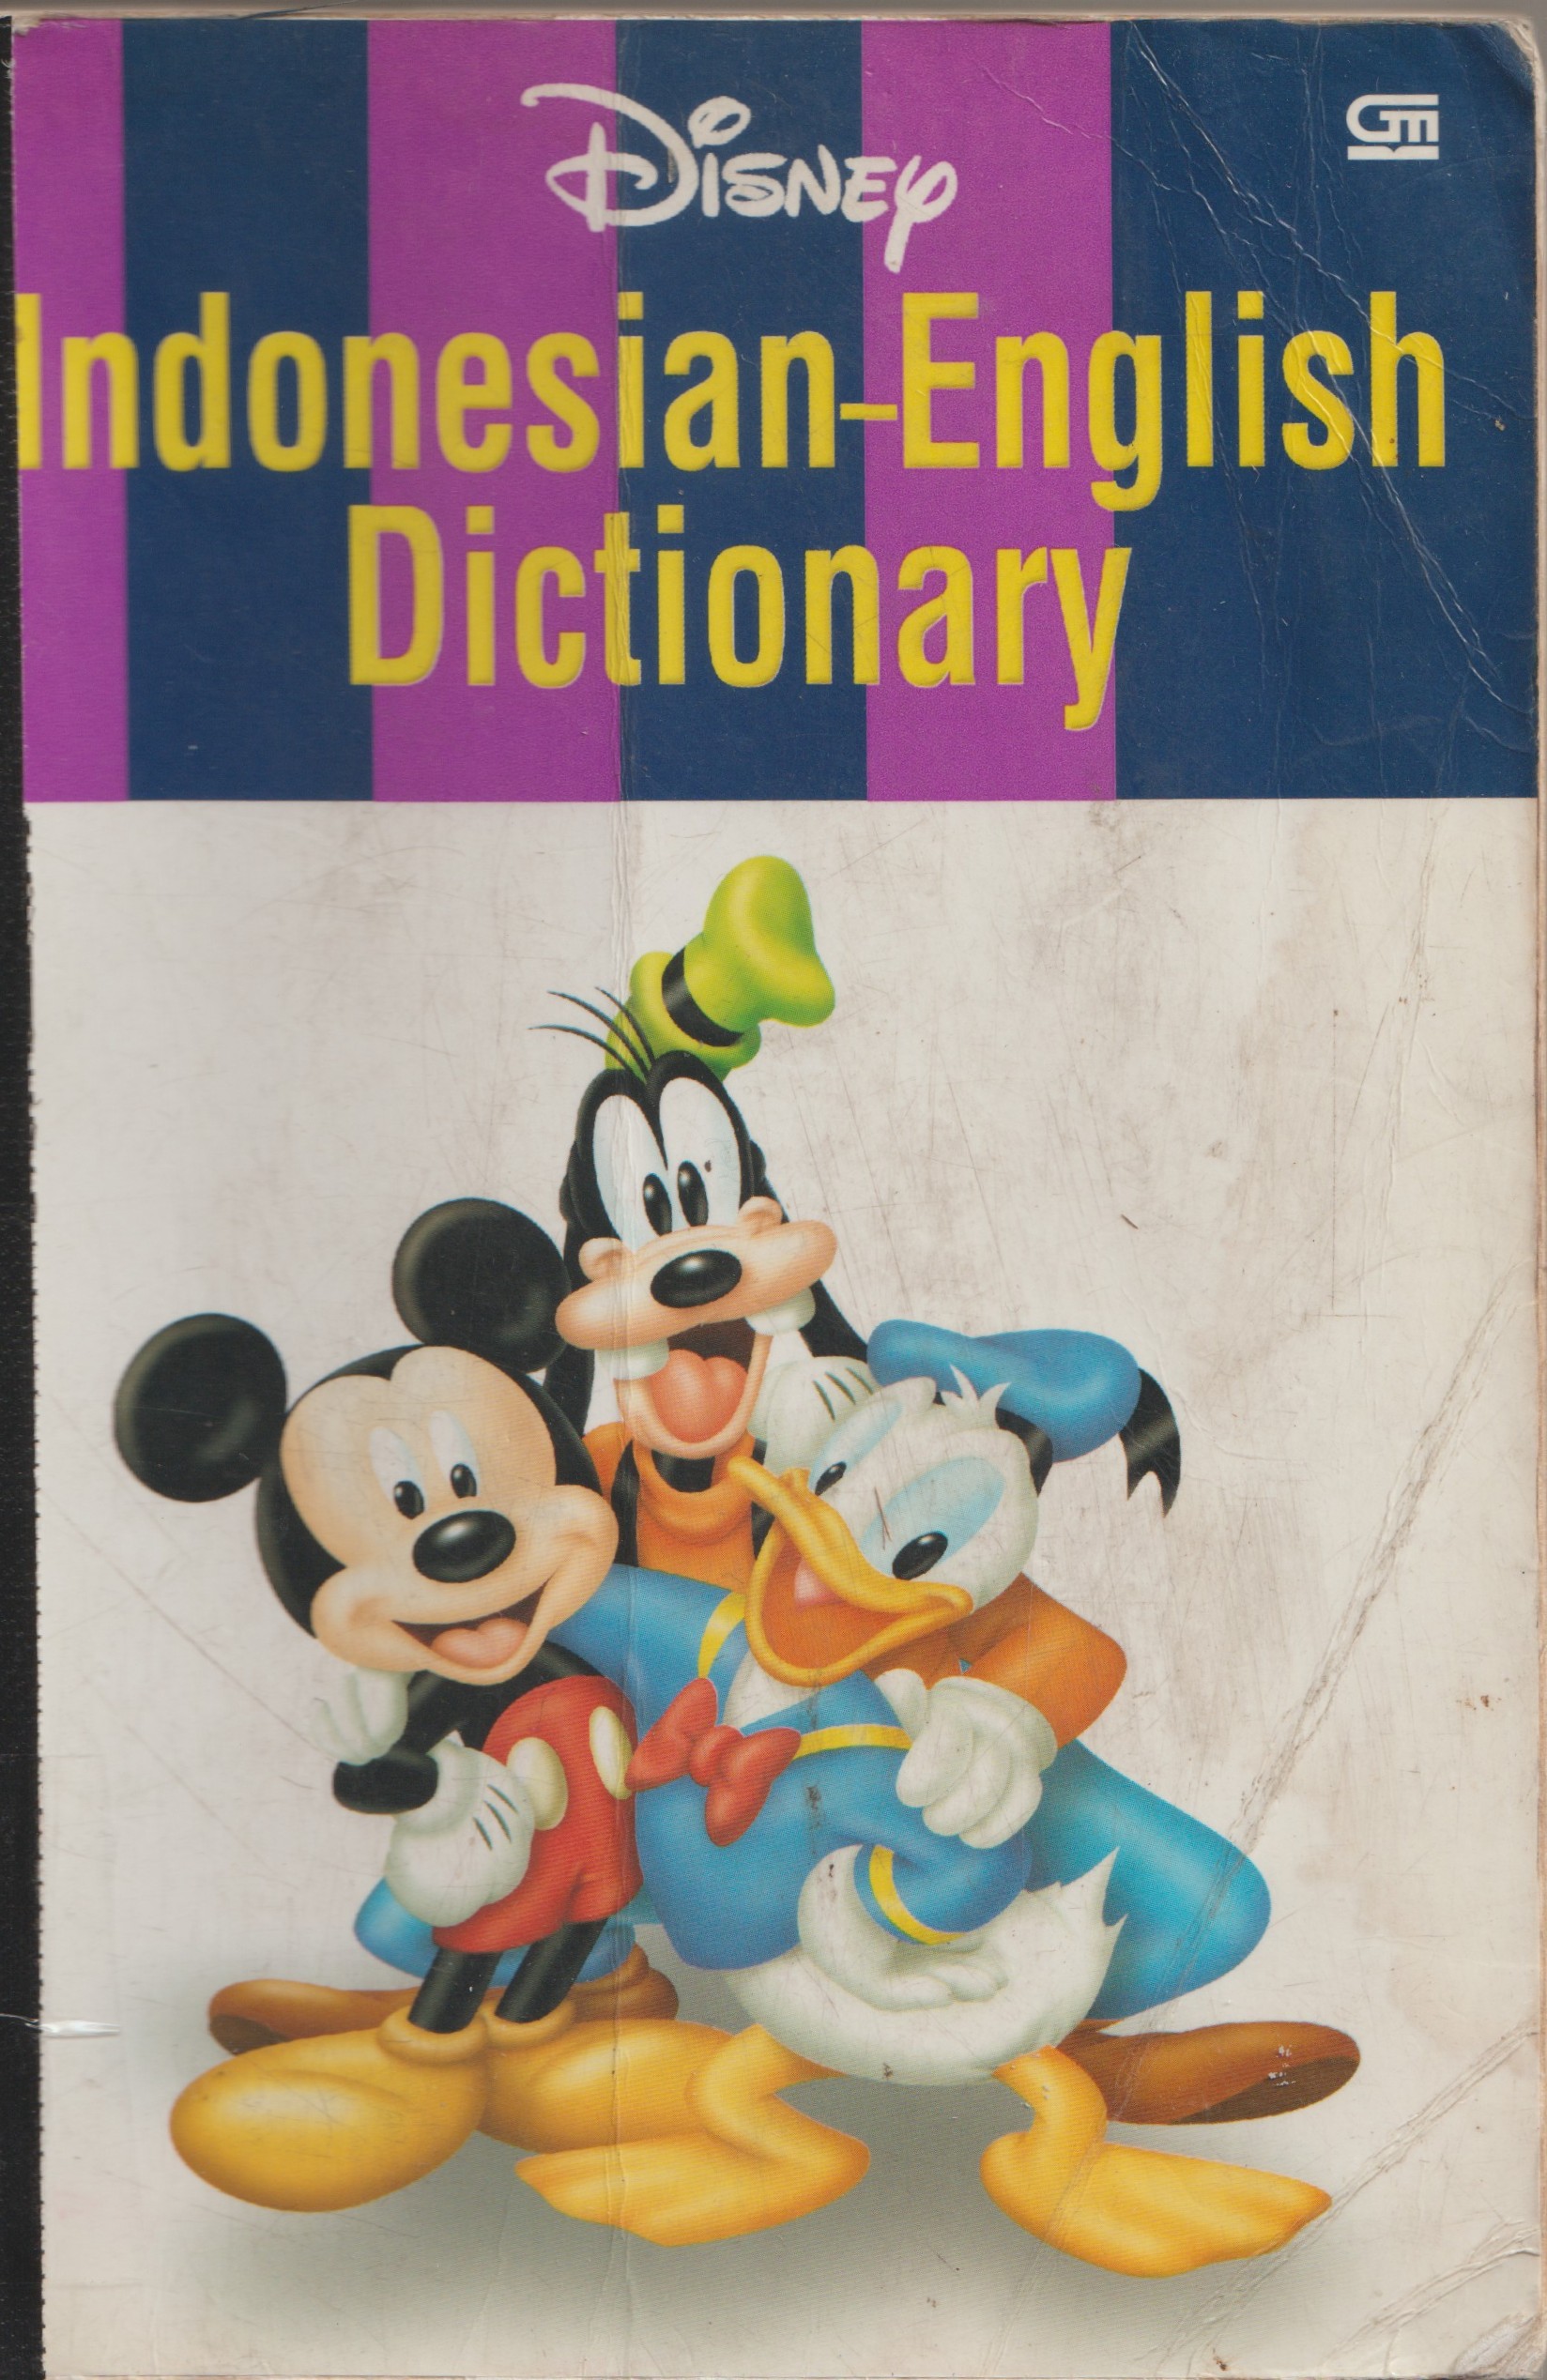 Disney
GM
Indonesian-English
Dictionary